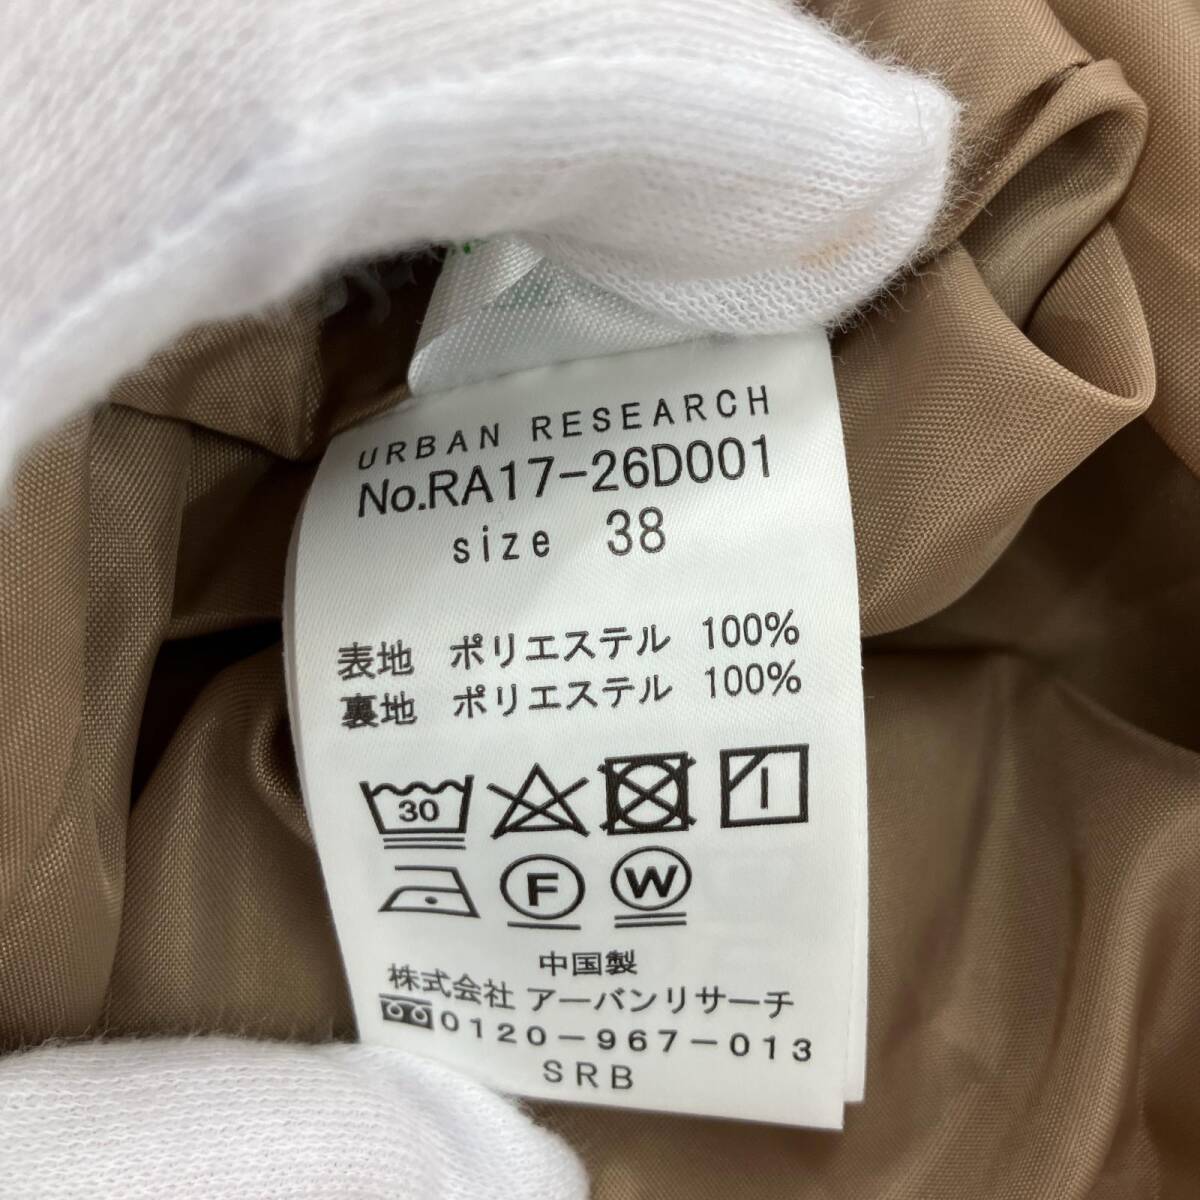 URBAN RESEARCH
No.RA17-26D001
size 38
表地 ポリエステル 100%
裏地 ポリエステル 100%
30
F W
中国製
株式会社 アーバンリサーチ
0120-967-013
SRB